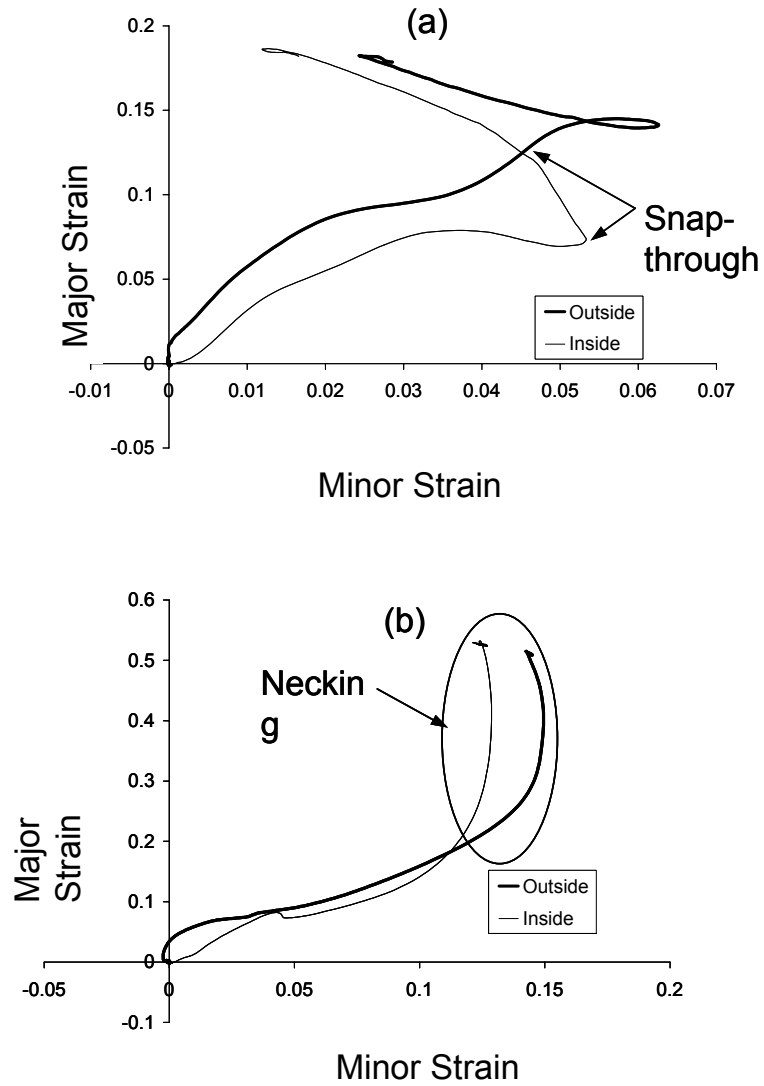 (a)
0.2
0.15
0.1
0.05
0
-0.05
Major Strain
Snap-
through
Outside
Inside
-0.01 0 0.01 0.02 0.03 0.04 0.05 0.06 0.07
Minor Strain
(b)
0.6
0.5
0.4
0.3
0.2
0.1
0
-0.1
Neckin
g
Major
Strain
Outside
Inside
-0.05 0 0.05 0.1 0.15 0.2
Minor Strain